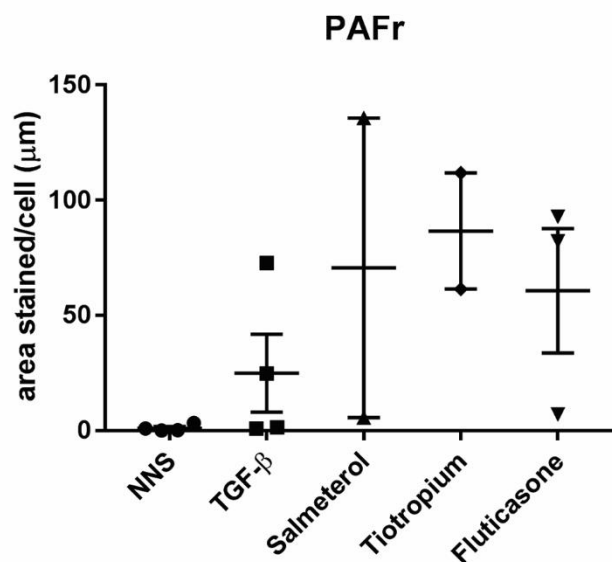 PAFr
area stained/cell (μm)
150
100
50
0
NNS
TGF-β
Salmeterol
Tiotropium
Fluticasone